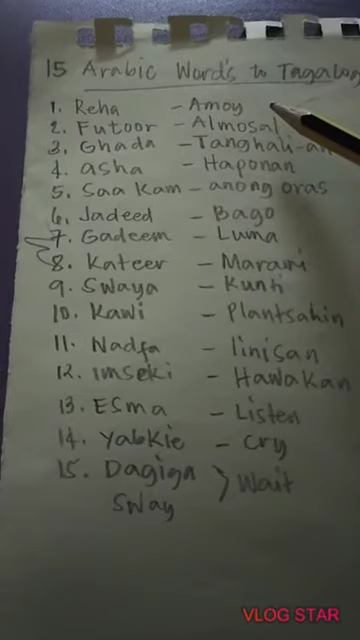 15 Arabic Word's to Tagalog
1. Reha - Amoy
2. Futoor - Almosal
3. Ghada - Tanghali-an
4. asha - Haponan
5. Saa Kam - anong oras
6. Jadeed - Bago
7. Gadeem - Luma
8. Kateer - Marami
9. Swaya - Kunti
10. Kawi - Plantsahin
11. Nadfa - linisan
12. imseki - Hawakan
13. Esma - Listen
14. Yabkie - cry
15. Dagiga > Wait
Sway
VLOG STAR